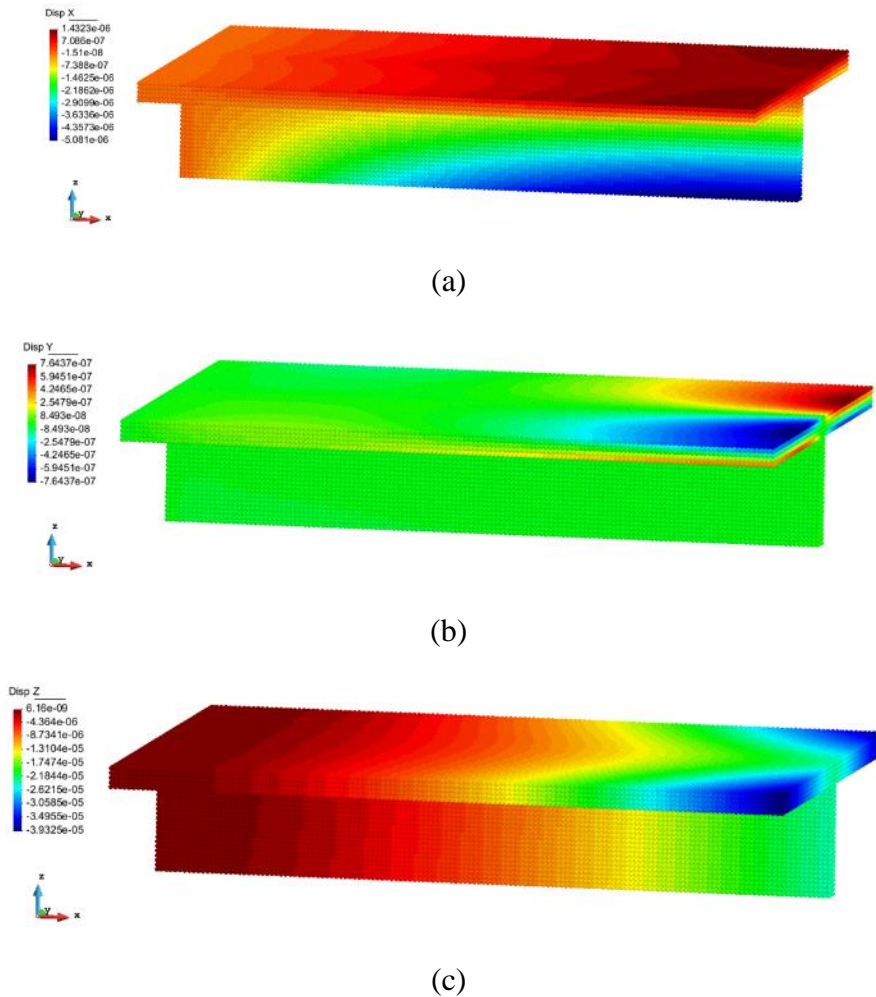 Disp X
1.4323e-06
7.086e-07
-1.51e-08
-7.388e-07
-1.4625e-06
-2.1862e-06
-2.9099e-06
-3.6336e-06
-4.3573e-06
-5.081e-06
z
y
x
(a)
Disp Y
7.6437e-07
5.9451e-07
4.2465e-07
2.5479e-07
8.493e-08
-8.493e-08
-2.5479e-07
-4.2465e-07
-5.9451e-07
-7.6437e-07
z
y
x
(b)
Disp Z
6.16e-09
-4.364e-06
-8.7341e-06
-1.3104e-05
-1.7474e-05
-2.1844e-05
-2.6215e-05
-3.0585e-05
-3.4955e-05
-3.9325e-05
z
y
x
(c)